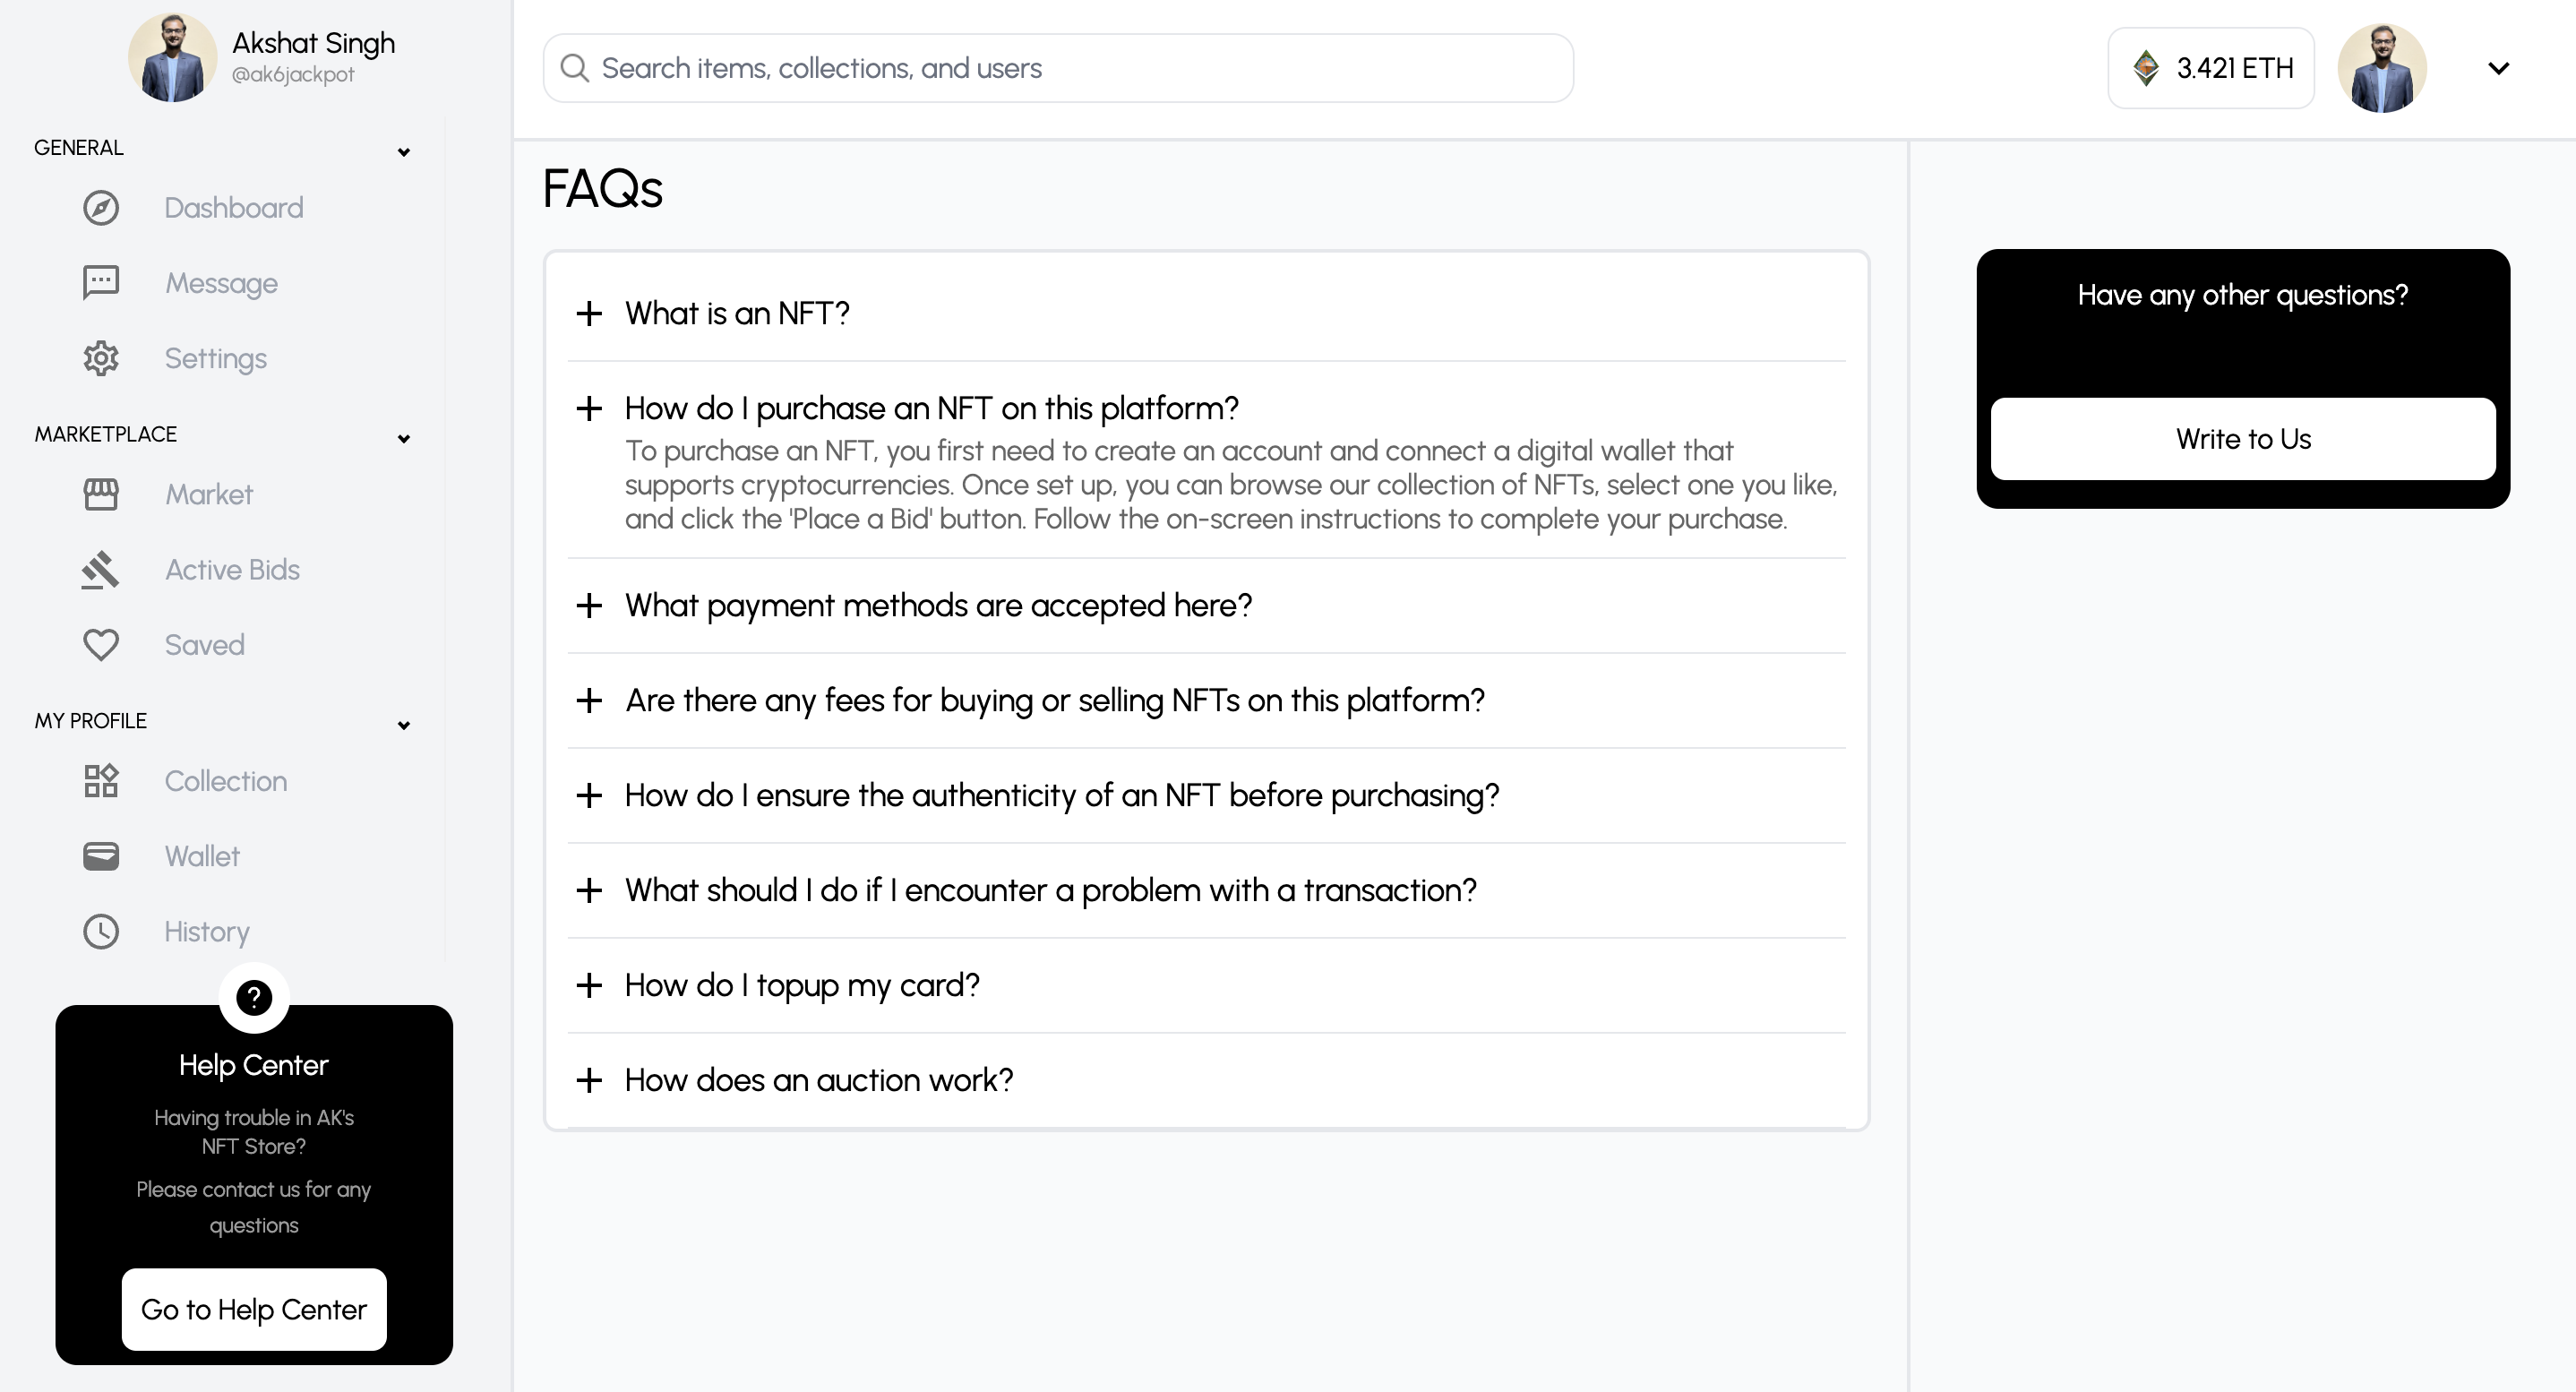 Akshat Singh
@ak6jackpot
GENERAL
Dashboard
Message
Settings
MARKETPLACE
Market
Active Bids
Saved
MY PROFILE
Collection
Wallet
History
Help Center
Having trouble in AK's
NFT Store?
Please contact us for any
questions
Go to Help Center
Search items, collections, and users
3.421 ETH
FAQs
What is an NFT?
How do I purchase an NFT on this platform?
To purchase an NFT, you first need to create an account and connect a digital wallet that
supports cryptocurrencies. Once set up, you can browse our collection of NFTs, select one you like,
and click the 'Place a Bid' button. Follow the on-screen instructions to complete your purchase.
What payment methods are accepted here?
Are there any fees for buying or selling NFTs on this platform?
How do I ensure the authenticity of an NFT before purchasing?
What should I do if I encounter a problem with a transaction?
How do I topup my card?
How does an auction work?
Have any other questions?
Write to Us